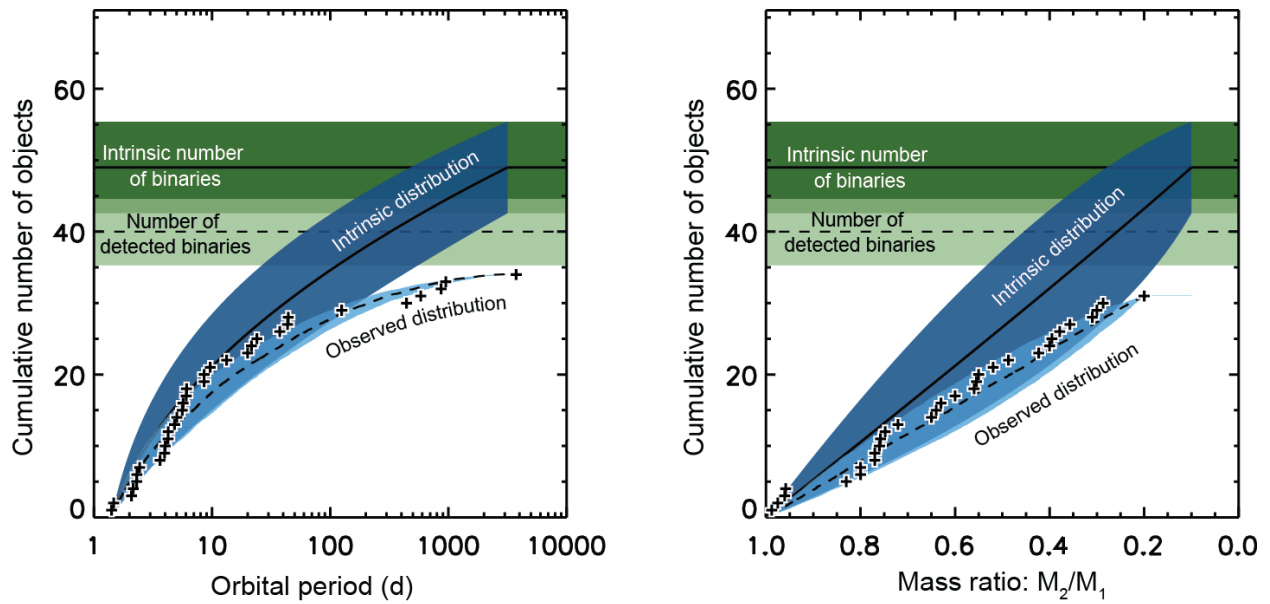 Cumulative number of objects
60
40
20
0
Intrinsic number
of binaries
Number of
detected binaries
Intrinsic distribution
Observed distribution
1
10
100
1000
10000
Orbital period (d)
Cumulative number of objects
60
40
20
0
Intrinsic number
of binaries
Number of
detected binaries
Intrinsic distribution
Observed distribution
1.0
0.8
0.6
0.4
0.2
0.0
Mass ratio: M₂/M₁